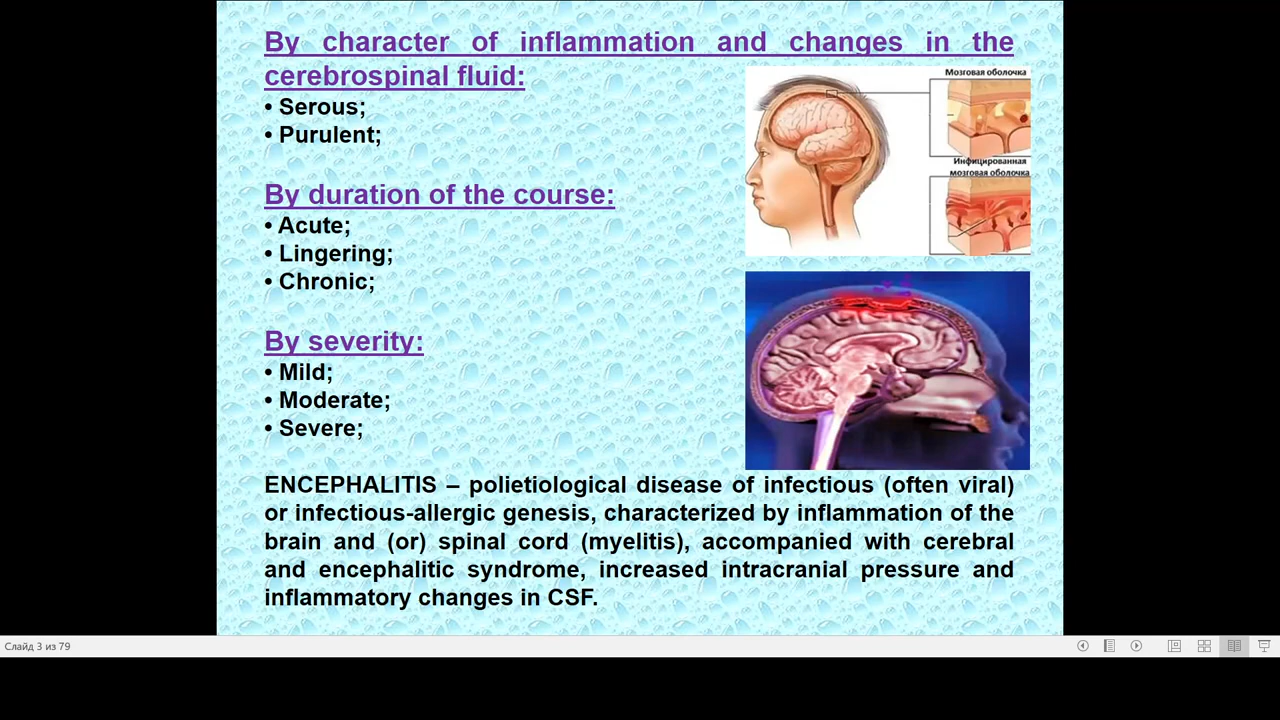 By character of inflammation and changes in the
cerebrospinal fluid:
• Serous;
• Purulent;
By duration of the course:
• Acute;
• Lingering;
• Chronic;
By severity:
• Mild;
• Moderate;
• Severe;
Мозговая оболочка
Инфицированная
мозговая оболочка
ENCEPHALITIS – polietiological disease of infectious (often viral)
or infectious-allergic genesis, characterized by inflammation of the
brain and (or) spinal cord (myelitis), accompanied with cerebral
and encephalitic syndrome, increased intracranial pressure and
inflammatory changes in CSF.
Слайд 3 из 79